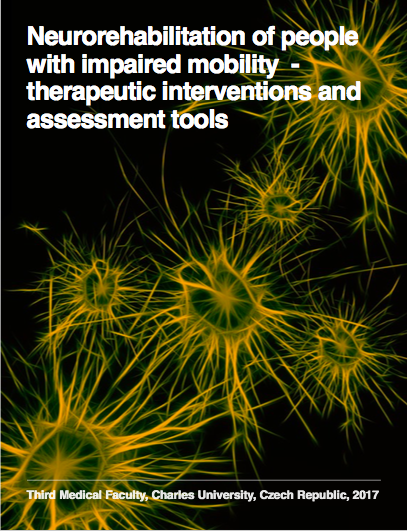 Neurorehabilitation of people
with impaired mobility -
therapeutic interventions and
assessment tools
Third Medical Faculty, Charles University, Czech Republic, 2017